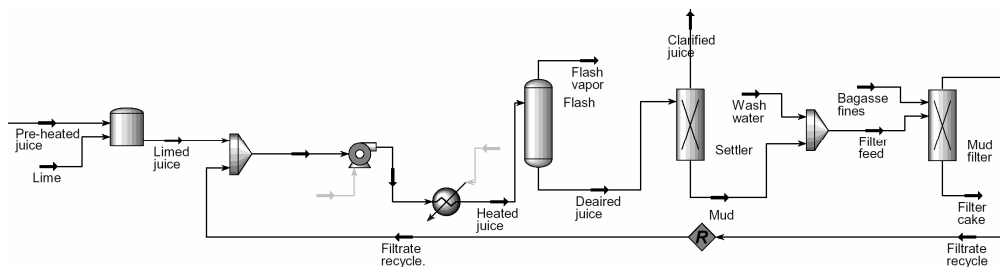 Clarified
juice
Flash
vapor
Flash
Wash
water
Bagasse
fines
Pre-heated
juice
Limed
juice
Lime
Settler
Filter
feed
Mud
filter
Heated
juice
Deaired
juice
Mud
Filter
cake
R
Filtrate
recycle.
Filtrate
recycle